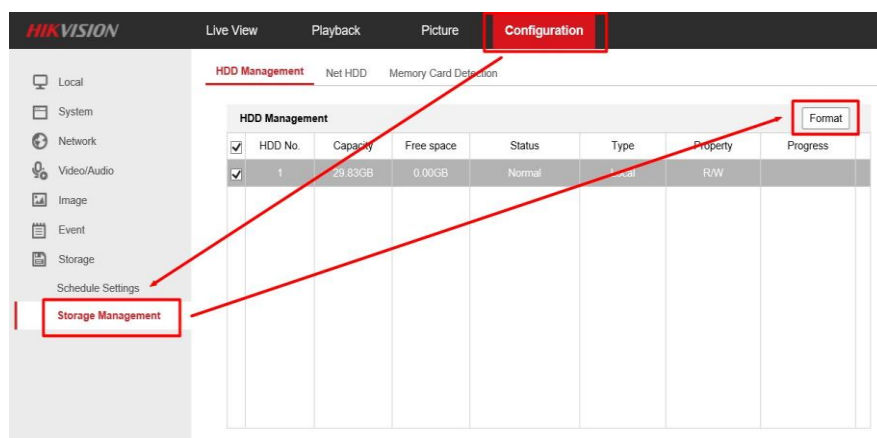 HIKVISION Live View Playback Picture Configuration
Local
System
Network
Video/Audio
Image
Event
Storage
Schedule Settings
Storage Management
HDD Management Net HDD Memory Card Detection
HDD Management Format
HDD No. Capacity Free space Status Type Property Progress
1 29.83GB 0.00GB Normal Local R/W